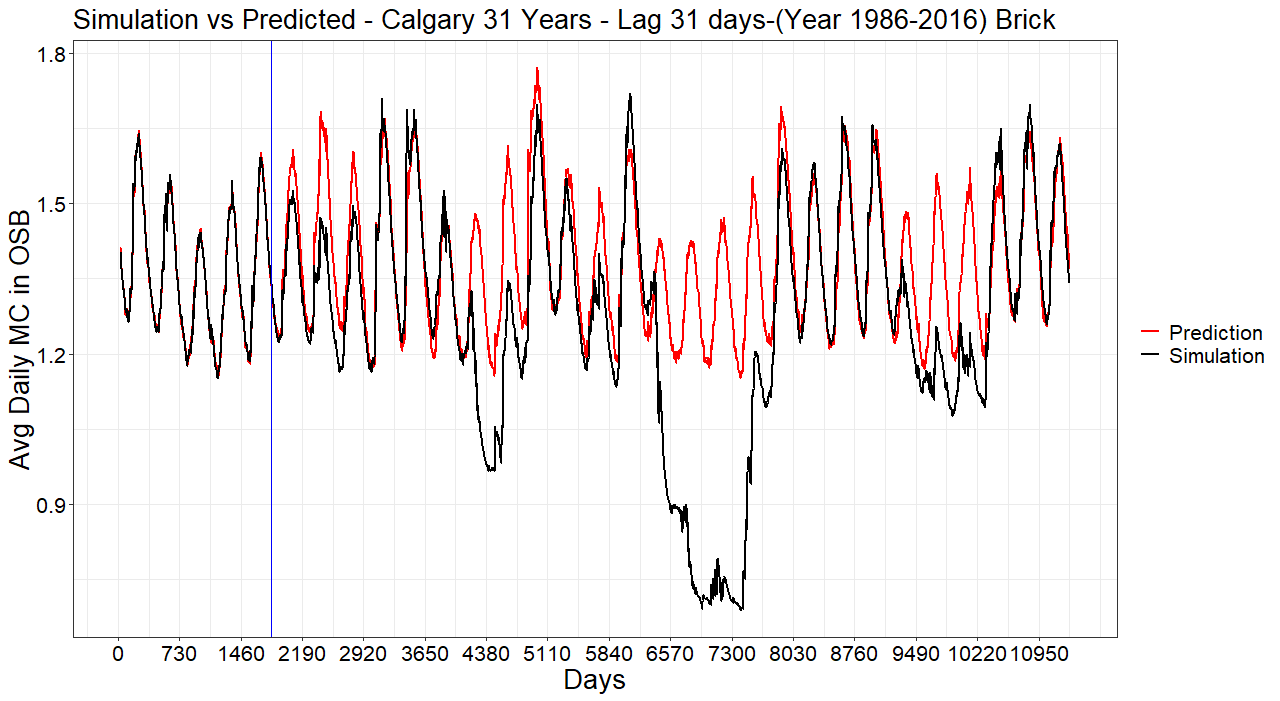 Simulation vs Predicted - Calgary 31 Years - Lag 31 days-(Year 1986-2016) Brick
Avg Daily MC in OSB
1.8
1.5
1.2
0.9
0 730 1460 2190 2920 3650 4380 5110 5840 6570 7300 8030 8760 9490 10220 10950
Days
Prediction
Simulation